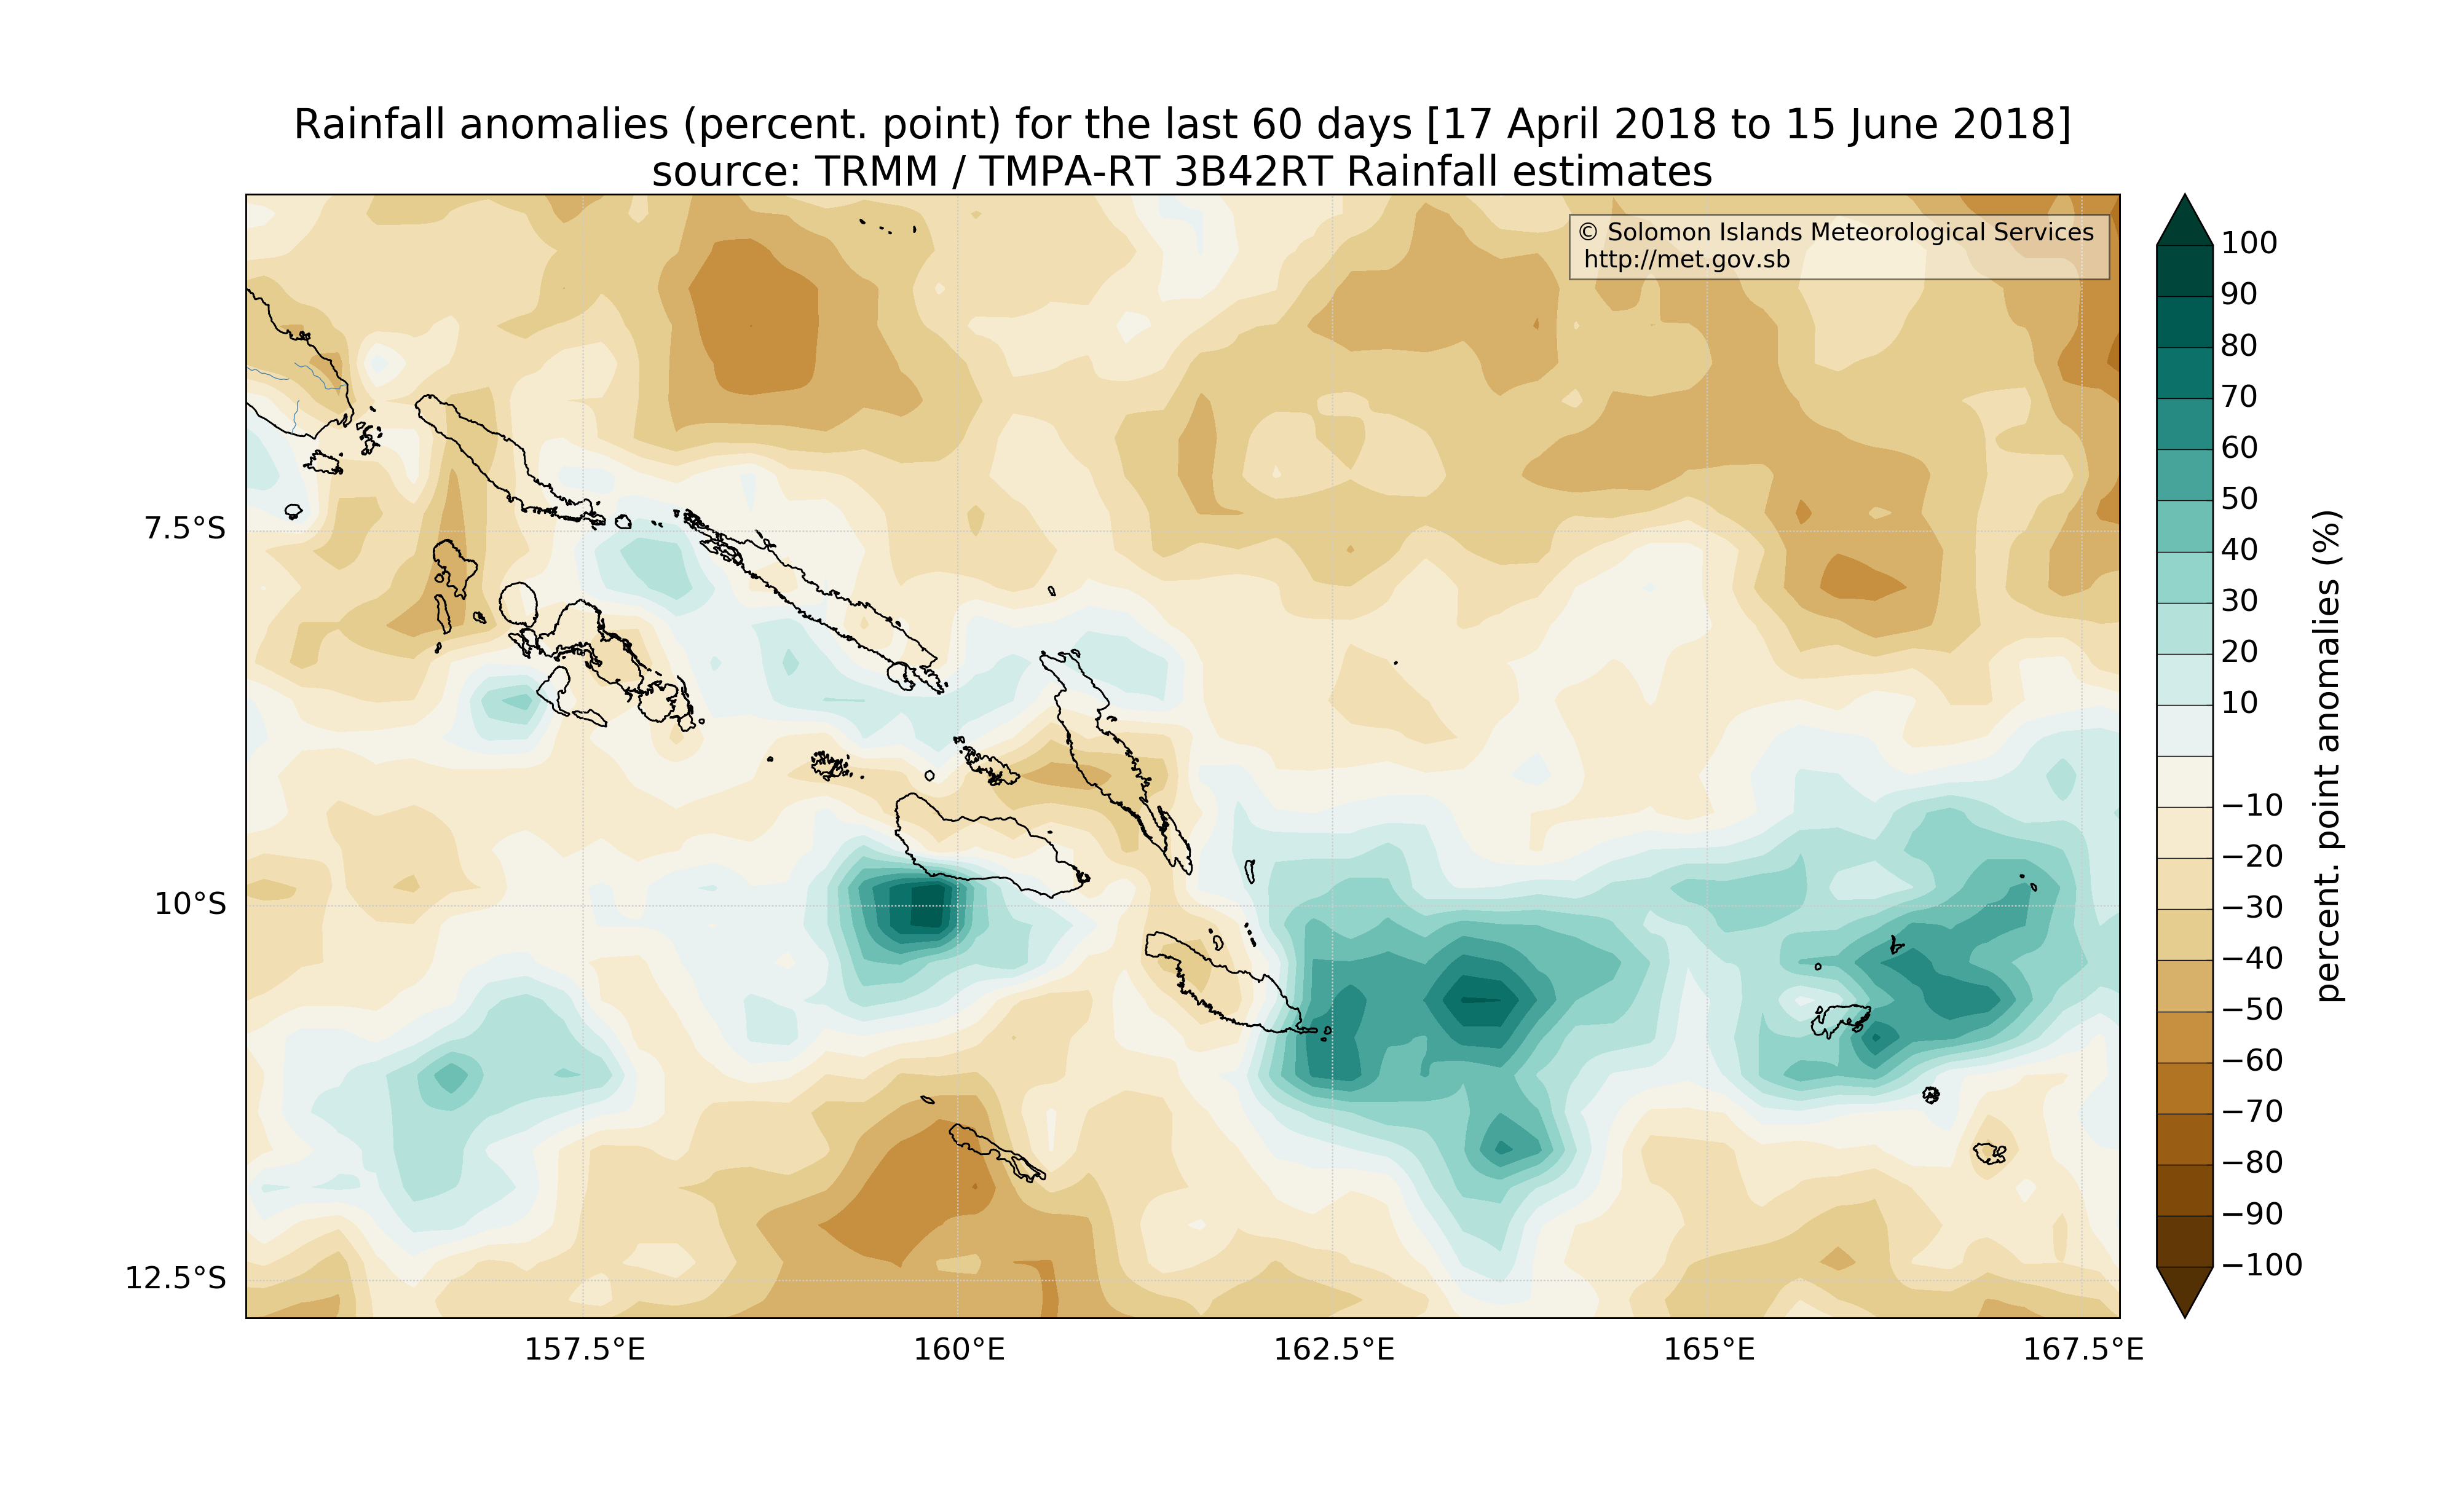 Rainfall anomalies (percent. point) for the last 60 days [17 April 2018 to 15 June 2018]
source: TRMM / TMPA-RT 3B42RT Rainfall estimates
© Solomon Islands Meteorological Services
http://met.gov.sb
7.5°S
10°S
12.5°S
157.5°E
160°E
162.5°E
165°E
167.5°E
100
90
80
70
60
50
40
30
20
10
−10
−20
−30
−40
−50
−60
−70
−80
−90
−100
percent. point anomalies (%)